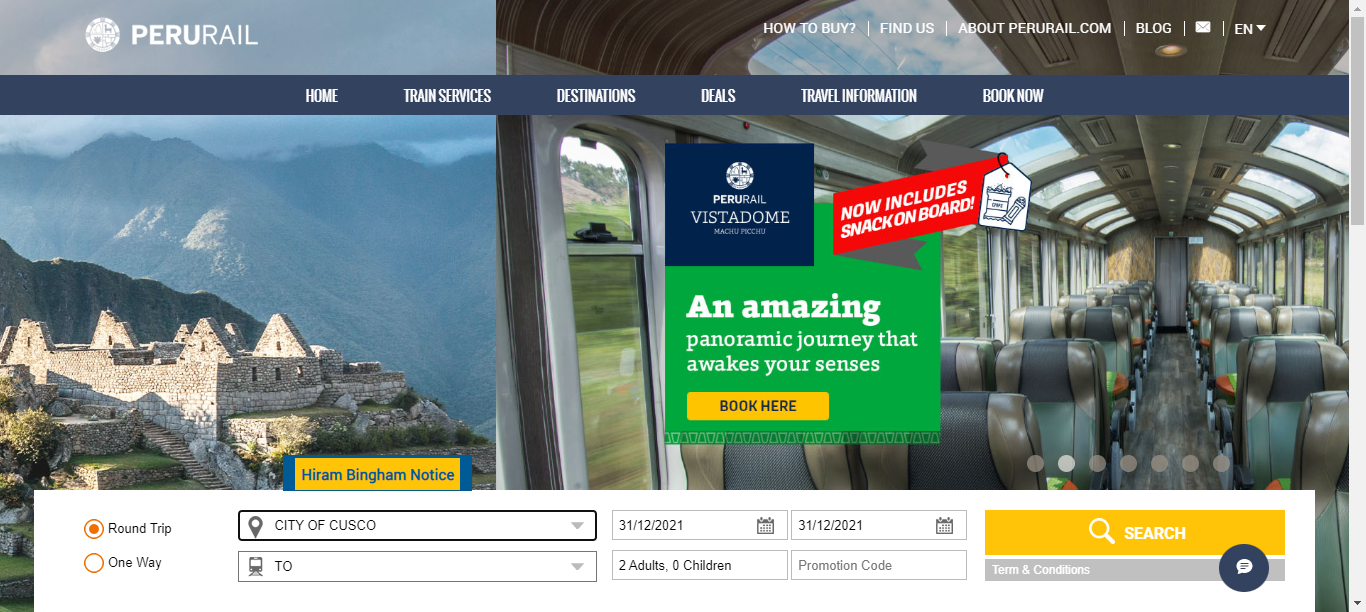 PERURAIL
HOW TO BUY?
FIND US
ABOUT PERURAIL.COM
BLOG
EN
HOME
TRAIN SERVICES
DESTINATIONS
DEALS
TRAVEL INFORMATION
BOOK NOW
PERURAIL
VISTADOME
MACHU PICCHU
NOW INCLUDES
SNACK ON BOARD!
An amazing
panoramic journey that
awakes your senses
BOOK HERE
Hiram Bingham Notice
Round Trip
One Way
CITY OF CUSCO
TO
31/12/2021
31/12/2021
2 Adults, 0 Children
Promotion Code
SEARCH
Term & Conditions